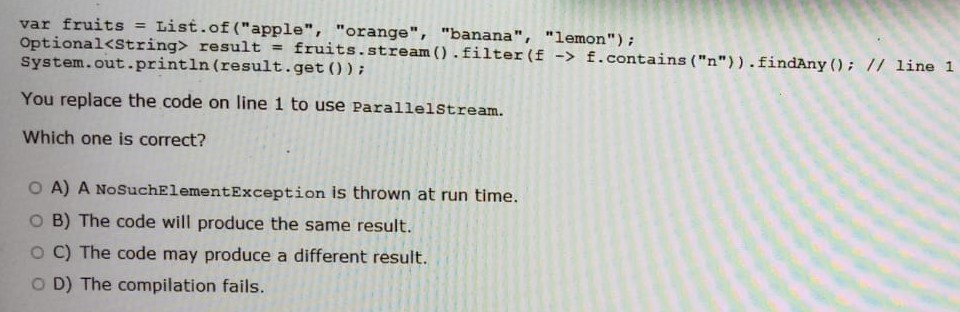 var fruits = List.of("apple", "orange", "banana", "lemon");
Optional<String> result = fruits.stream().filter(f -> f.contains("n")).findAny(); // line 1
System.out.println(result.get());
You replace the code on line 1 to use ParallelStream.
Which one is correct?
A) A NoSuchElementException is thrown at run time.
B) The code will produce the same result.
C) The code may produce a different result.
D) The compilation fails.